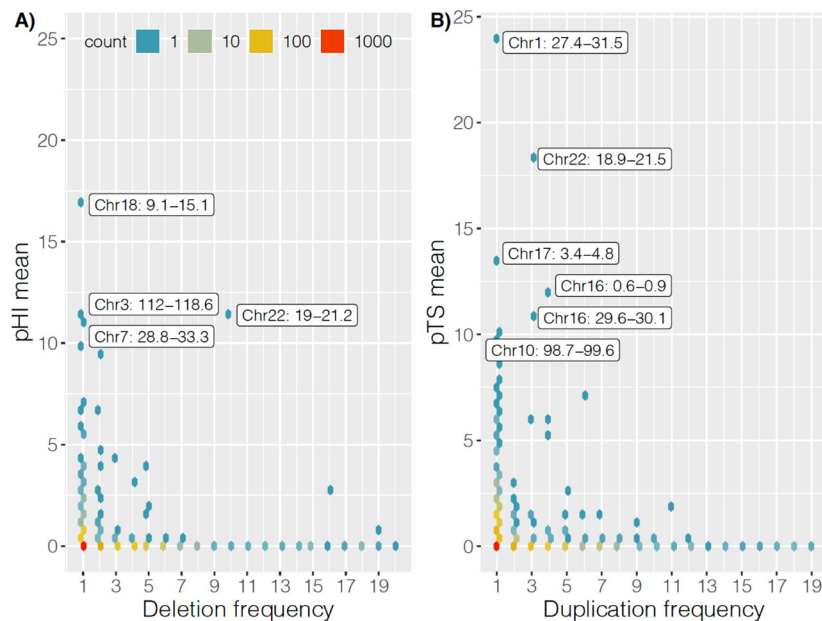 A)
count 1 10 100 1000
25
20
15
10
5
0
pHI mean
Chr18: 9.1–15.1
Chr3: 112–118.6
Chr22: 19–21.2
Chr7: 28.8–33.3
1 3 5 7 9 11 13 15 17 19
Deletion frequency
B)
25
20
15
10
5
0
pTS mean
Chr1: 27.4–31.5
Chr22: 18.9–21.5
Chr17: 3.4–4.8
Chr16: 0.6–0.9
Chr16: 29.6–30.1
Chr10: 98.7–99.6
1 3 5 7 9 11 13 15 17 19
Duplication frequency